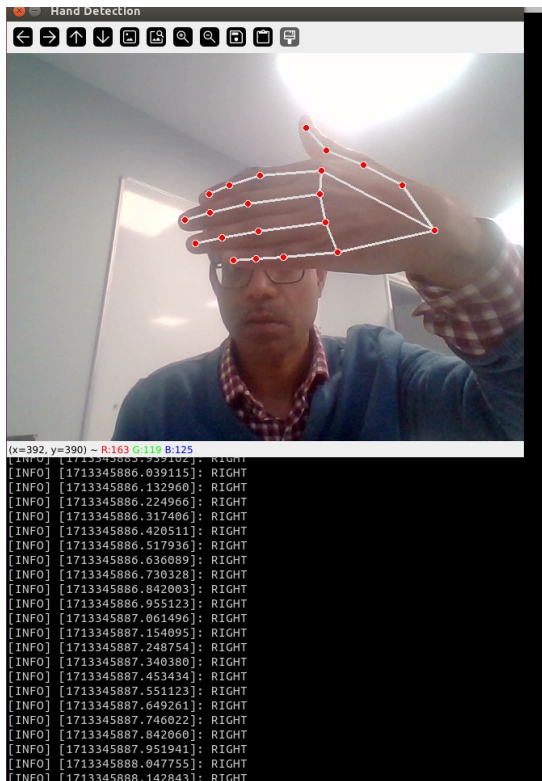 Hand Detection
(x=392, y=390) ~ R:163 G:119 B:125
[INFO] [1713345885.939102]: RIGHT
[INFO] [1713345886.039115]: RIGHT
[INFO] [1713345886.132960]: RIGHT
[INFO] [1713345886.224966]: RIGHT
[INFO] [1713345886.317406]: RIGHT
[INFO] [1713345886.420511]: RIGHT
[INFO] [1713345886.517936]: RIGHT
[INFO] [1713345886.636089]: RIGHT
[INFO] [1713345886.730328]: RIGHT
[INFO] [1713345886.842003]: RIGHT
[INFO] [1713345886.955123]: RIGHT
[INFO] [1713345887.061496]: RIGHT
[INFO] [1713345887.154095]: RIGHT
[INFO] [1713345887.248754]: RIGHT
[INFO] [1713345887.340380]: RIGHT
[INFO] [1713345887.453434]: RIGHT
[INFO] [1713345887.551123]: RIGHT
[INFO] [1713345887.649261]: RIGHT
[INFO] [1713345887.746022]: RIGHT
[INFO] [1713345887.842060]: RIGHT
[INFO] [1713345887.951941]: RIGHT
[INFO] [1713345888.047755]: RIGHT
[INFO] [1713345888.142843]: RIGHT